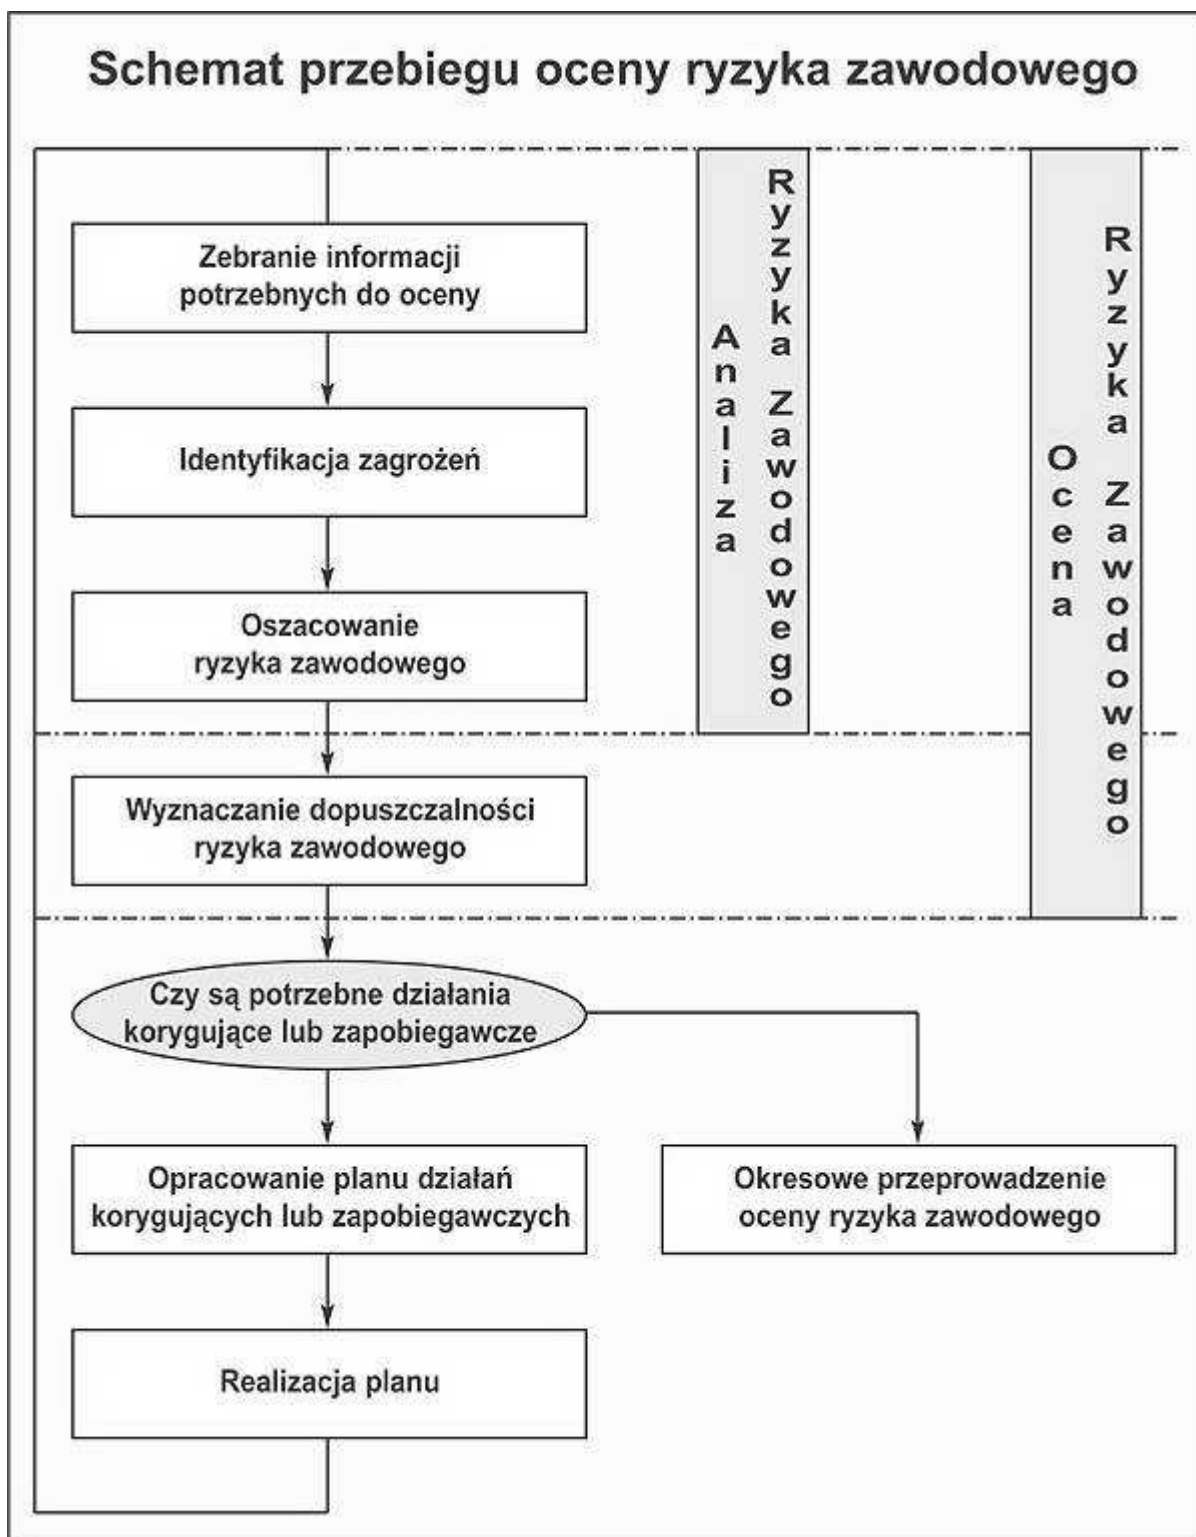 Schemat przebiegu oceny ryzyka zawodowego
Zebranie informacji
potrzebnych do oceny
Identyfikacja zagrożeń
Oszacowanie
ryzyka zawodowego
Analiza
Ryzyka Zawodowego
Ocena
Ryzyka Zawodowego
Wyznaczanie dopuszczalności
ryzyka zawodowego
Czy są potrzebne działania
korygujące lub zapobiegawcze
Opracowanie planu działań
korygujących lub zapobiegawczych
Okresowe przeprowadzenie
oceny ryzyka zawodowego
Realizacja planu